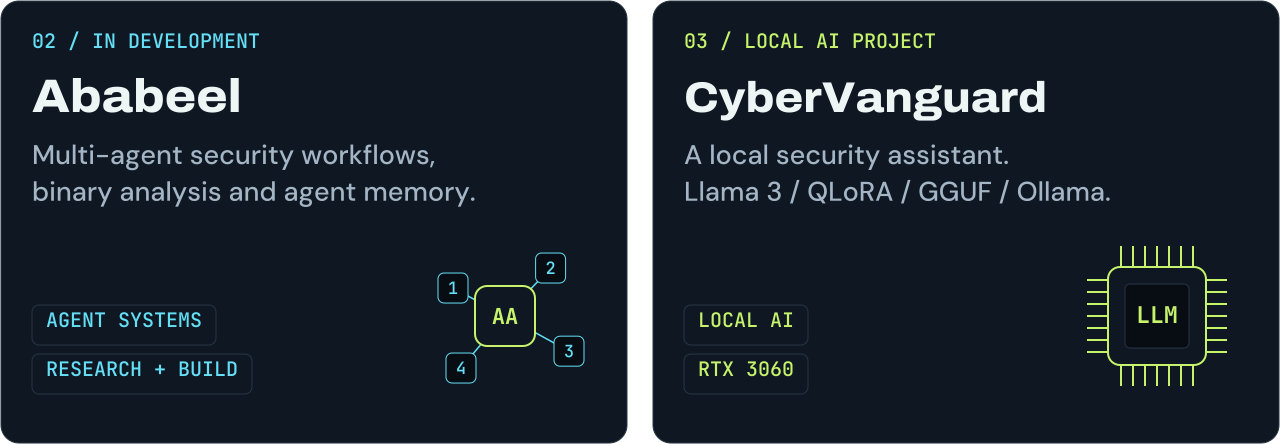 02 / IN DEVELOPMENT
Ababeel
Multi-agent security workflows,
binary analysis and agent memory.
AGENT SYSTEMS
RESEARCH + BUILD
1
2
AA
3
4
03 / LOCAL AI PROJECT
CyberVanguard
A local security assistant.
Llama 3 / QLoRA / GGUF / Ollama.
LOCAL AI
RTX 3060
LLM